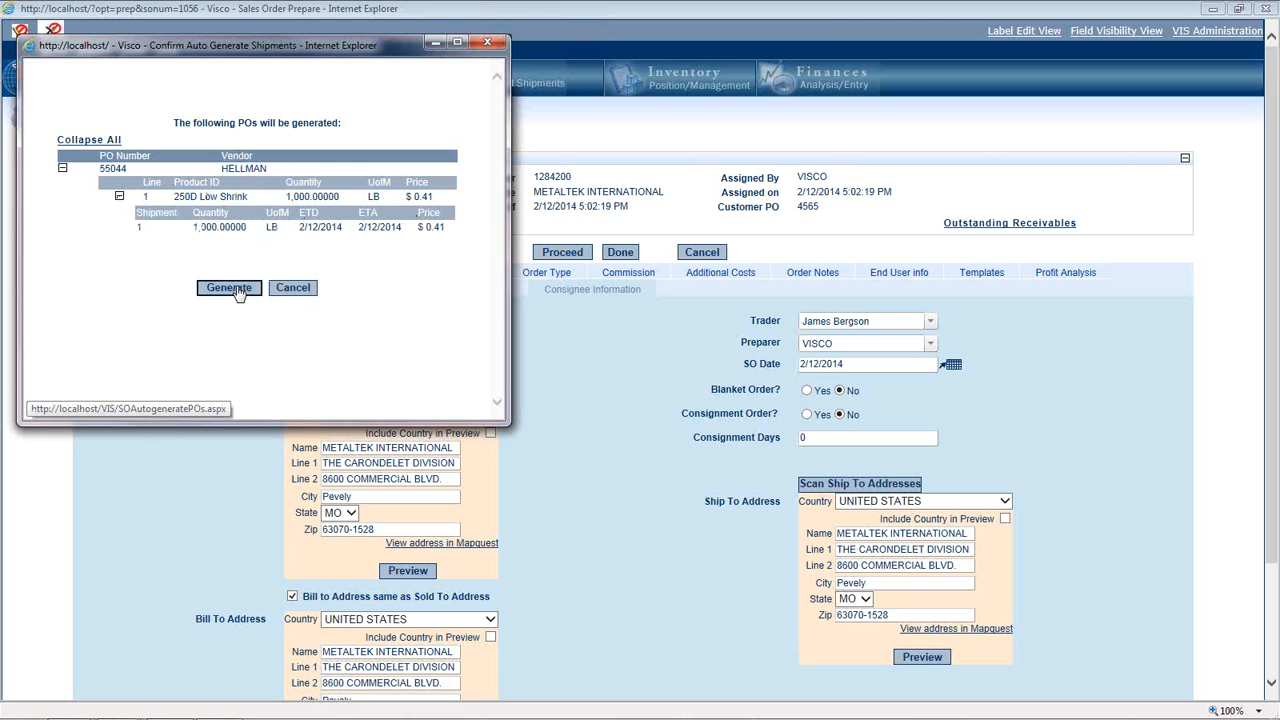 http://localhost/?opt=prep&sonum=1056 - Visco - Sales Order Prepare - Internet Explorer
Label Edit View Field Visibility View VIS Administration
http://localhost/ - Visco - Confirm Auto Generate Shipments - Internet Explorer
Shipments
Inventory
Position/Management
Finances
Analysis/Entry
The following POs will be generated:
Collapse All
PO Number Vendor
55044 HELLMAN
Line Product ID Quantity UofM Price
1 250D Low Shrink 1,000.00000 LB $ 0.41
Shipment Quantity UofM ETD ETA Price
1 1,000.00000 LB 2/12/2014 2/12/2014 $ 0.41
Generate Cancel
http://localhost/VIS/SOAutogeneratePOs.aspx
1284200 Assigned By VISCO
METALTEK INTERNATIONAL Assigned on 2/12/2014 5:02:19 PM
2/12/2014 5:02:19 PM Customer PO 4565
Outstanding Receivables
Proceed Done Cancel
Order Type Commission Additional Costs Order Notes End User info Templates Profit Analysis
Consignee Information
Trader James Bergson
Preparer VISCO
SO Date 2/12/2014
Blanket Order? Yes No
Consignment Order? Yes No
Consignment Days 0
Include Country in Preview
Name METALTEK INTERNATIONAL
Line 1 THE CARONDELET DIVISION
Line 2 8600 COMMERCIAL BLVD.
City Pevely
State MO
Zip 63070-1528
View address in Mapquest
Preview
Scan Ship To Addresses
Ship To Address Country UNITED STATES
Include Country in Preview
Name METALTEK INTERNATIONAL
Line 1 THE CARONDELET DIVISION
Line 2 8600 COMMERCIAL BLVD.
City Pevely
State MO
Zip 63070-1528
View address in Mapquest
Preview
Bill to Address same as Sold To Address
Bill To Address Country UNITED STATES
Include Country in Preview
Name METALTEK INTERNATIONAL
Line 1 THE CARONDELET DIVISION
Line 2 8600 COMMERCIAL BLVD.
100%